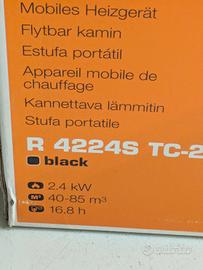 Mobiles Heizgerät
Flytbar kamin
Estufa portátil
Appareil mobile de
chauffage
Kannettava lämmitin
Stufa portatile
R 4224S TC-2
black
2.4 kW
40-85 m³
16.8 h